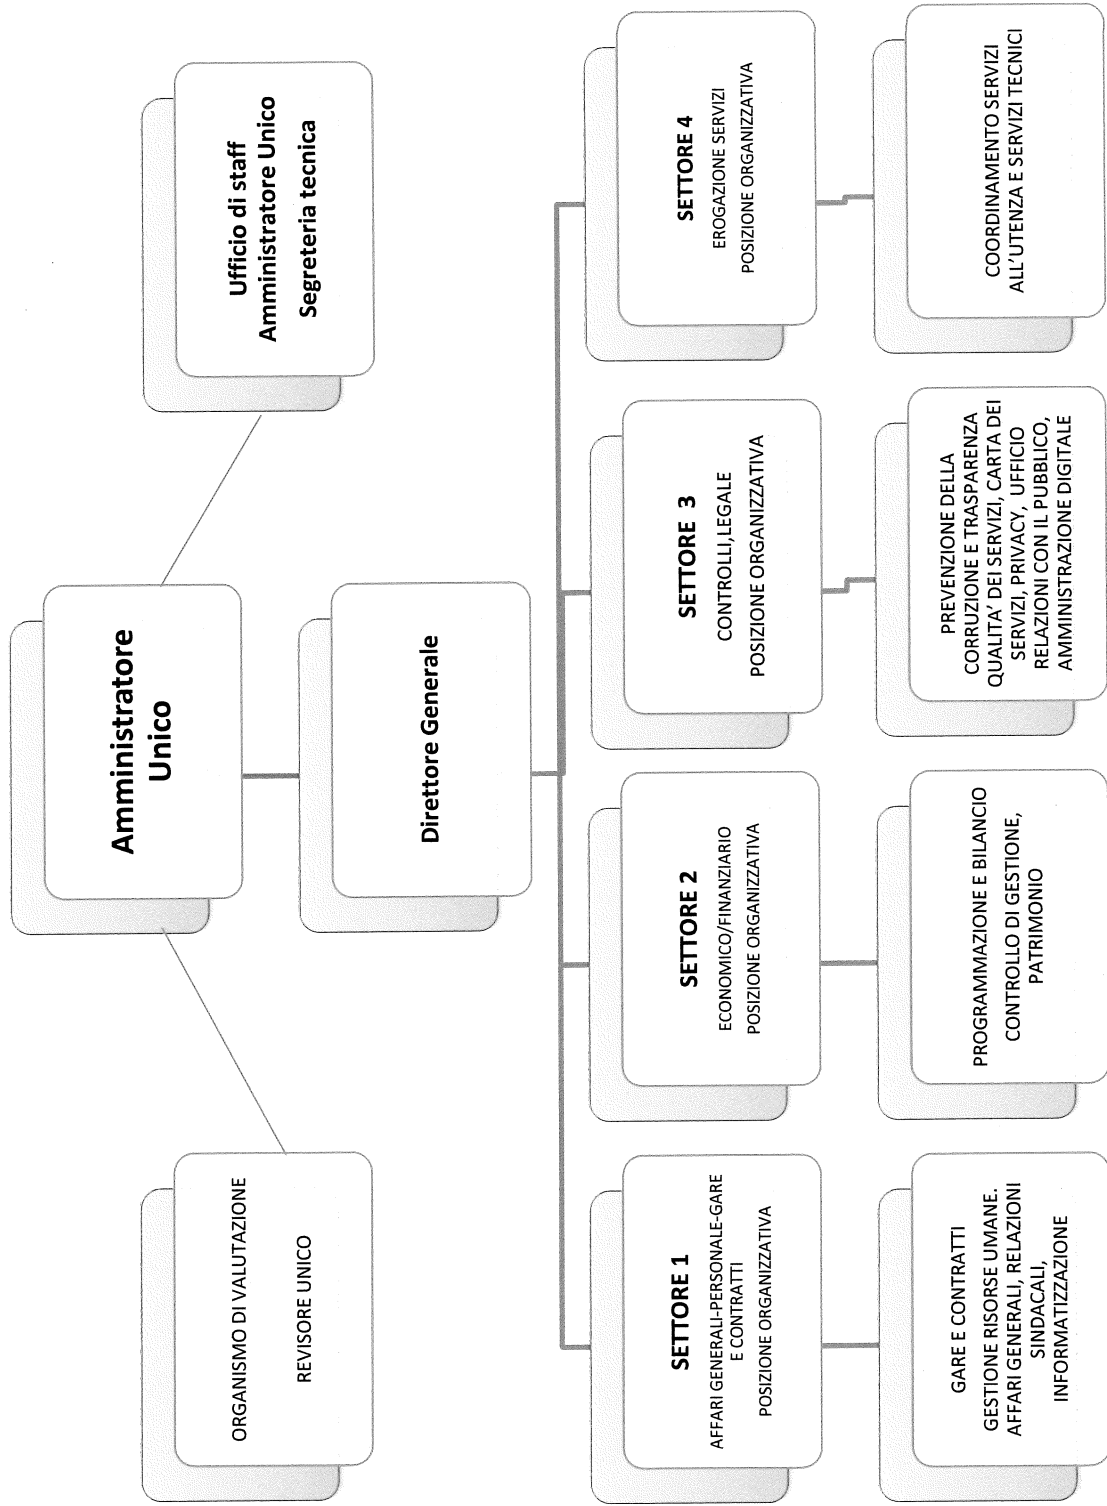 Amministratore
Unico
ORGANISMO DI VALUTAZIONE
REVISORE UNICO
Ufficio di staff
Amministratore Unico
Segreteria tecnica
Direttore Generale
SETTORE 1
AFFARI GENERALI-PERSONALE-GARE
E CONTRATTI
POSIZIONE ORGANIZZATIVA
SETTORE 2
ECONOMICO/FINANZIARIO
POSIZIONE ORGANIZZATIVA
SETTORE 3
CONTROLLI,LEGALE
POSIZIONE ORGANIZZATIVA
SETTORE 4
EROGAZIONE SERVIZI
POSIZIONE ORGANIZZATIVA
GARE E CONTRATTI
GESTIONE RISORSE UMANE.
AFFARI GENERALI, RELAZIONI
SINDACALI,
INFORMATIZZAZIONE
PROGRAMMAZIONE E BILANCIO
CONTROLLO DI GESTIONE,
PATRIMONIO
PREVENZIONE DELLA
CORRUZIONE E TRASPARENZA
QUALITA' DEI SERVIZI, CARTA DEI
SERVIZI, PRIVACY, UFFICIO
RELAZIONI CON IL PUBBLICO,
AMMINISTRAZIONE DIGITALE
COORDINAMENTO SERVIZI
ALL'UTENZA E SERVIZI TECNICI